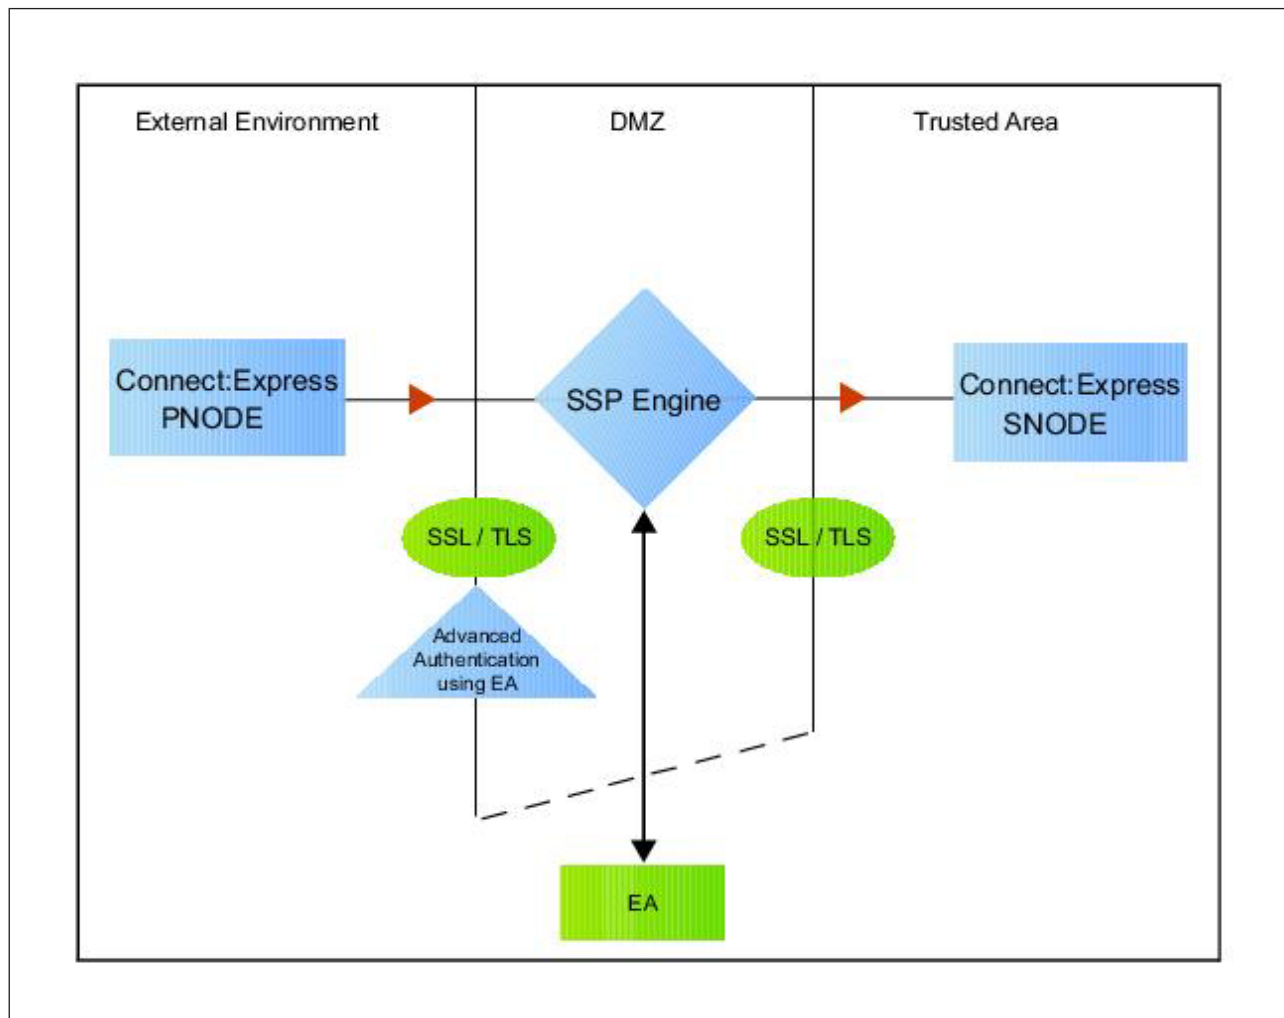 External Environment
DMZ
Trusted Area
Connect:Express
PNODE
SSP Engine
Connect:Express
SNODE
SSL / TLS
SSL / TLS
Advanced
Authentication
using EA
EA